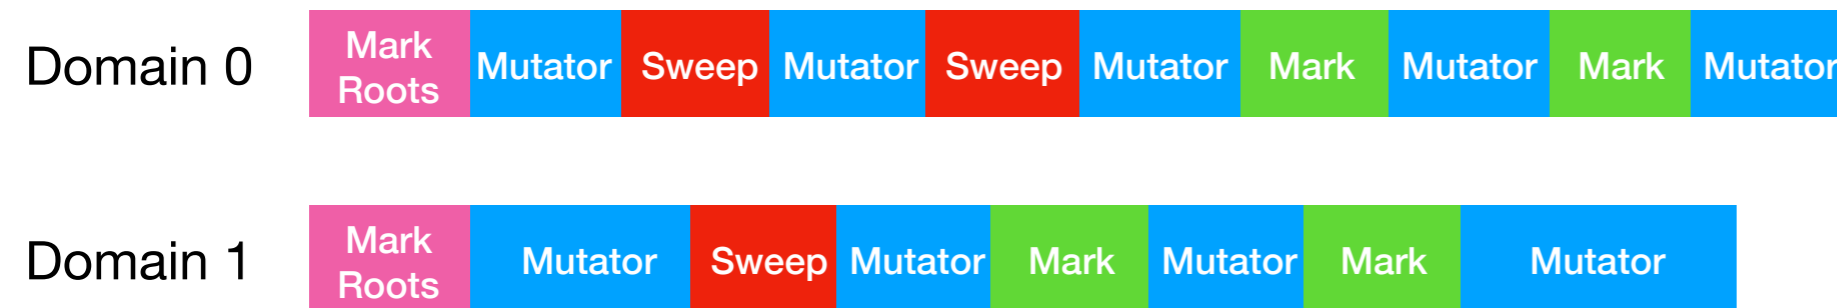 Domain 0
Mark
Roots
Mutator Sweep Mutator Sweep Mutator Mark Mutator Mark Mutator
Domain 1
Mark
Roots
Mutator Sweep Mutator Mark Mutator Mark Mutator